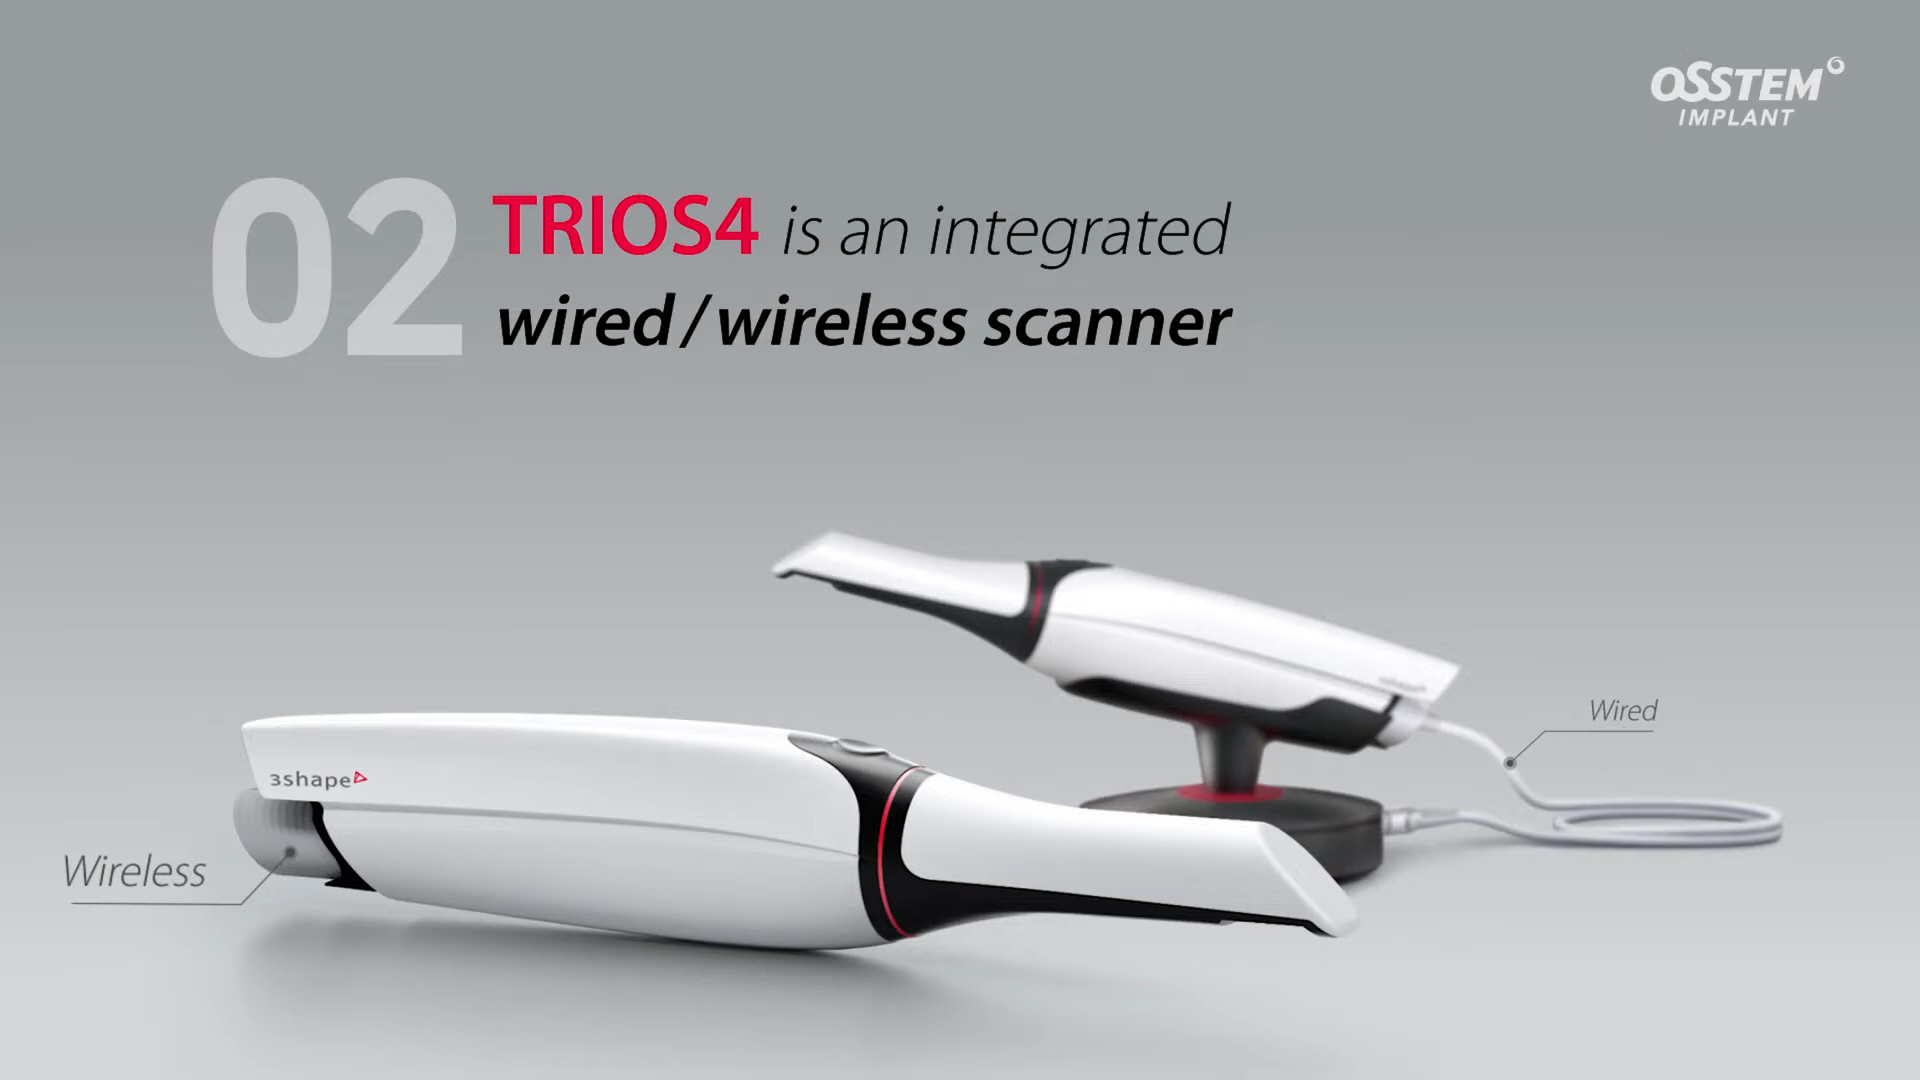 OSSTEM
IMPLANT
02
TRIOS4 is an integrated
wired/wireless scanner
Wired
3shape
Wireless